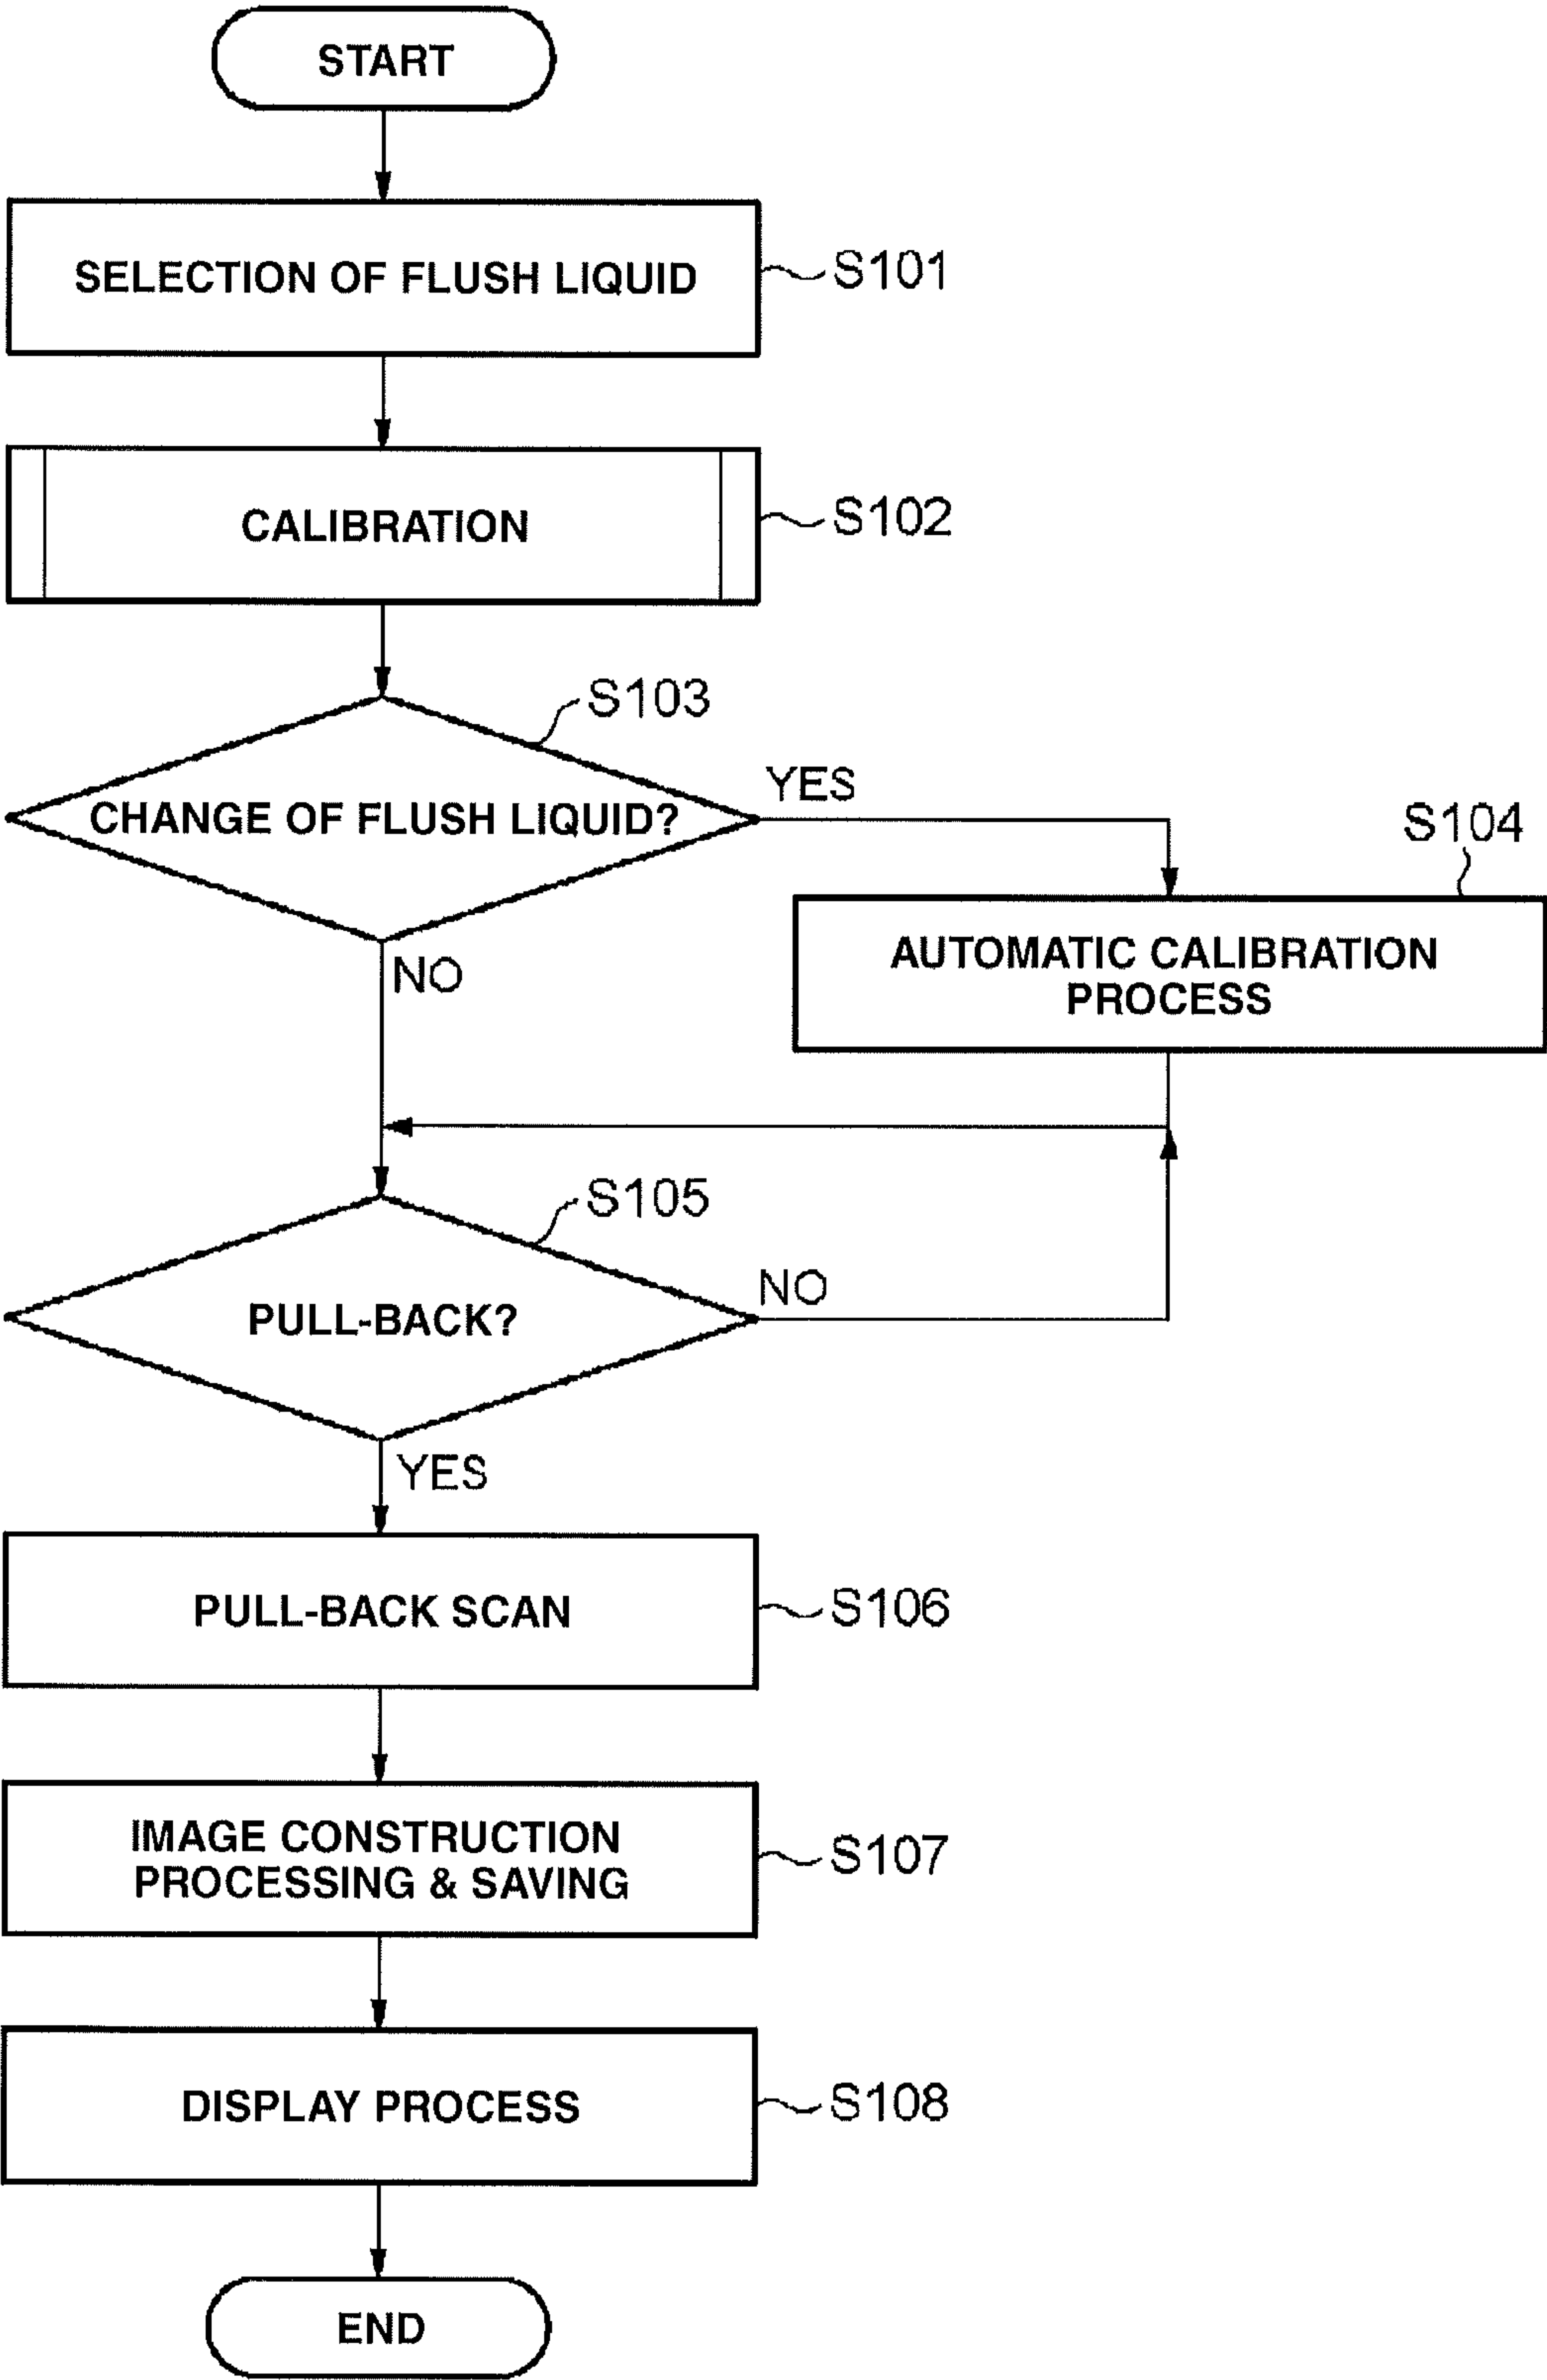 START
SELECTION OF FLUSH LIQUID
S101
CALIBRATION
S102
S103
CHANGE OF FLUSH LIQUID?
YES
S104
AUTOMATIC CALIBRATION
PROCESS
NO
S105
PULL-BACK?
NO
YES
PULL-BACK SCAN
S106
IMAGE CONSTRUCTION
PROCESSING & SAVING
S107
DISPLAY PROCESS
S108
END